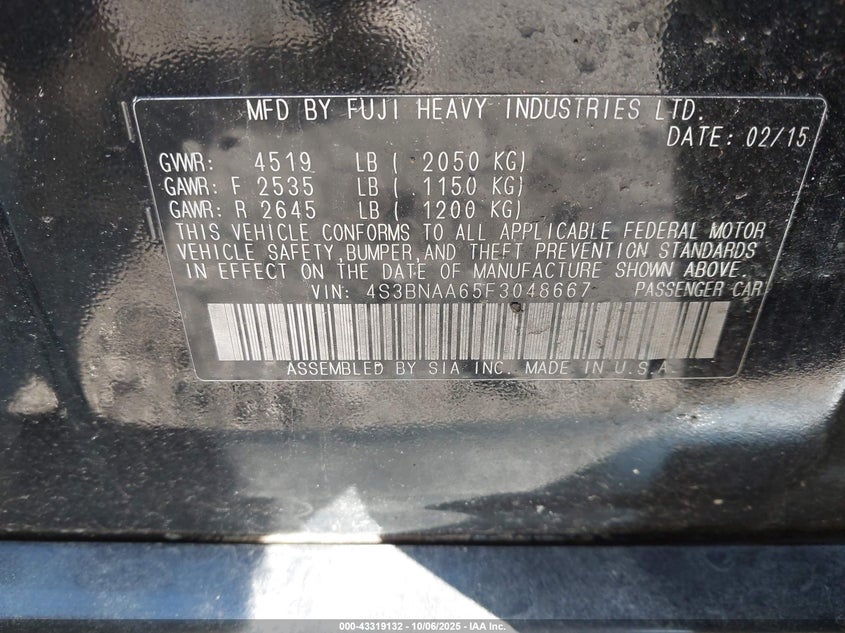 MFD BY FUJI HEAVY INDUSTRIES LTD.
DATE: 02/15
GVWR: 4519 LB ( 2050 KG)
GAWR: F 2535 LB ( 1150 KG)
GAWR: R 2645 LB ( 1200 KG)
THIS VEHICLE CONFORMS TO ALL APPLICABLE FEDERAL MOTOR
VEHICLE SAFETY,BUMPER,AND THEFT PREVENTION STANDARDS
IN EFFECT ON THE DATE OF MANUFACTURE SHOWN ABOVE.
VIN: 4S3BNAA65F3048667 PASSENGER CAR
ASSEMBLED BY SIA INC. MADE IN U.S.A.
000-43319132 - 10/06/2025 - IAA Inc.